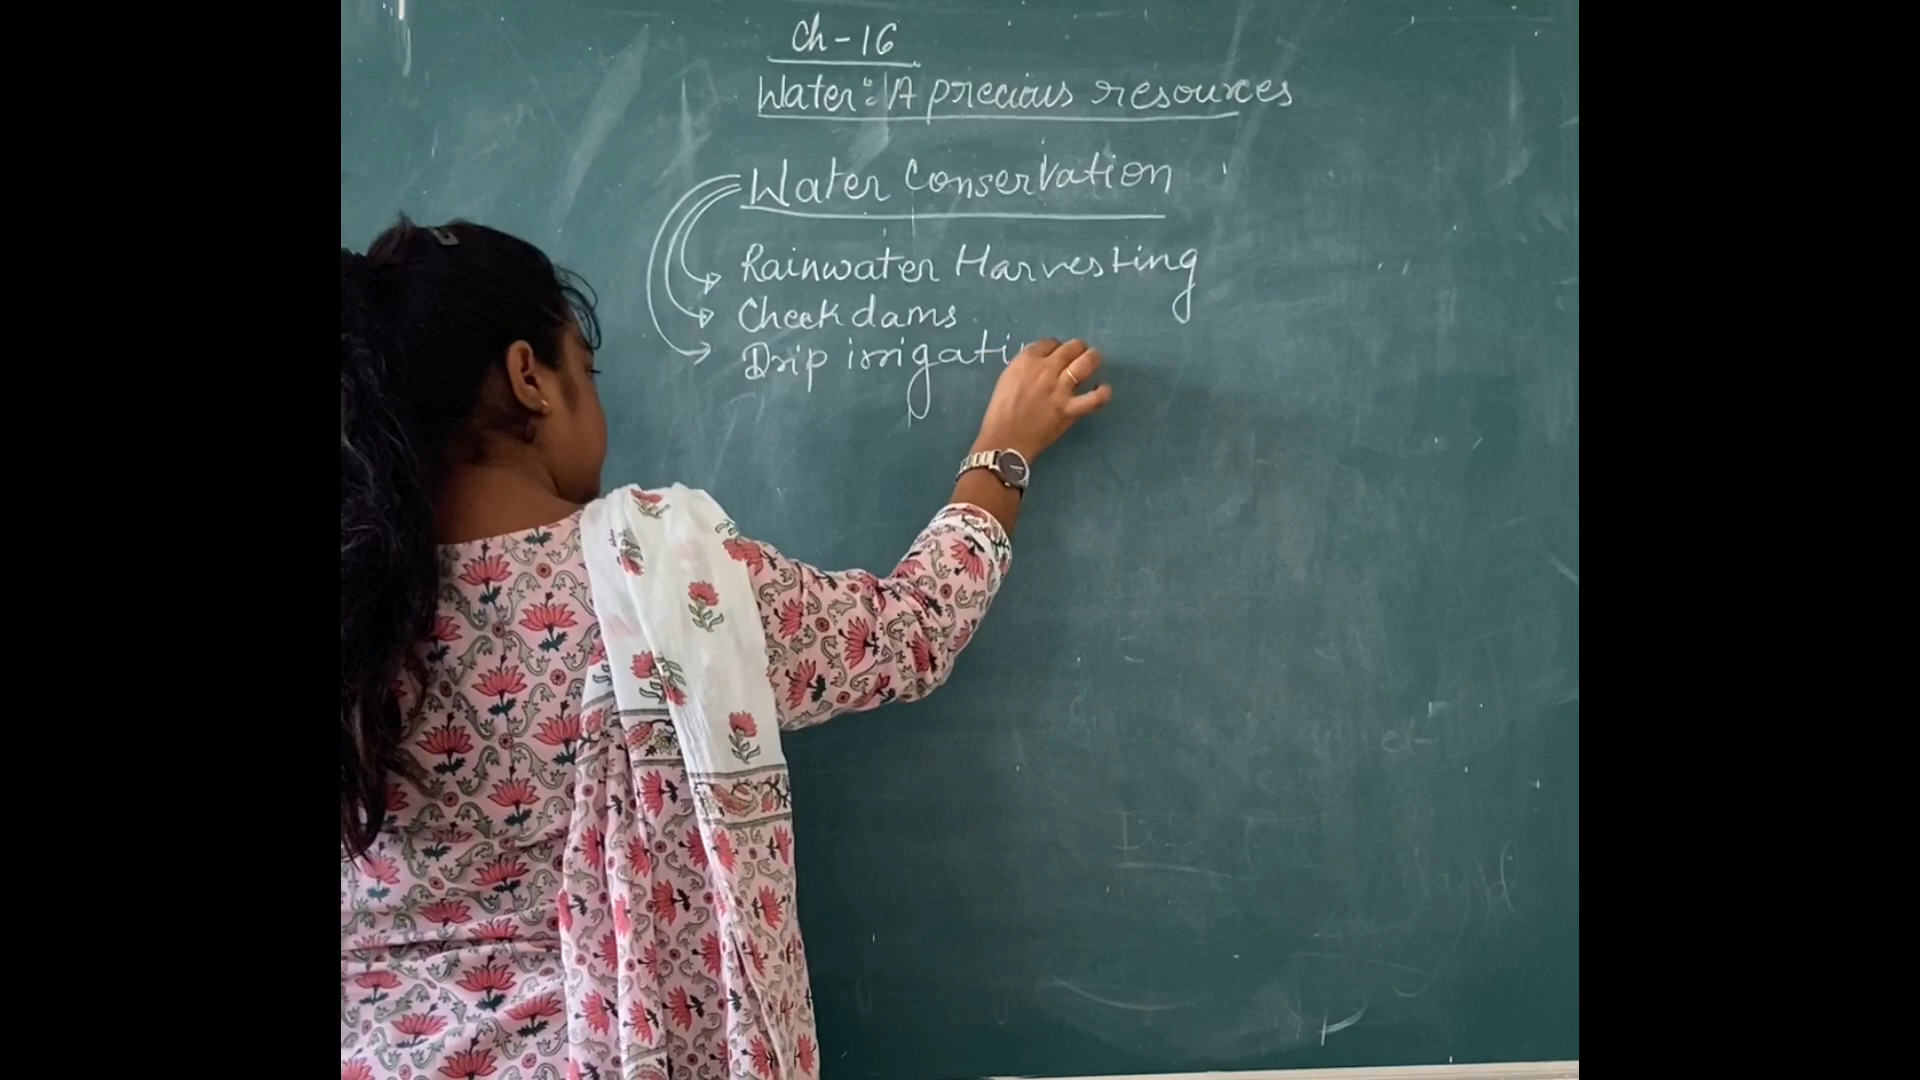 Ch-16
Water: A precious resources
Water Conservation
Rainwater Harvesting
Check dams
Drip irrigati